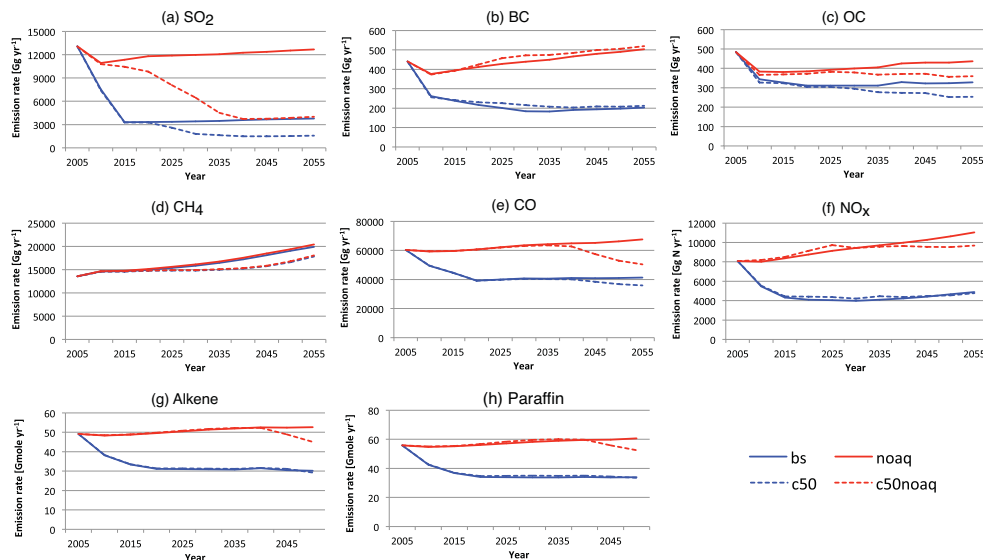 (a) SO2
Emission rate [Gg yr-1]
15000
12000
9000
6000
3000
0
2005 2015 2025 2035 2045 2055
Year
(b) BC
Emission rate [Gg yr-1]
600
500
400
300
200
100
0
2005 2015 2025 2035 2045 2055
Year
(c) OC
Emission rate [Gg yr-1]
600
500
400
300
200
100
0
2005 2015 2025 2035 2045 2055
Year
(d) CH4
Emission rate [Gg yr-1]
25000
20000
15000
10000
5000
0
2005 2015 2025 2035 2045 2055
Year
(e) CO
Emission rate [Gg yr-1]
80000
60000
40000
20000
0
2005 2015 2025 2035 2045 2055
Year
(f) NOx
Emission rate [Gg N
12000
10000
8000
6000
4000
2000
0
2005 2015 2025 2035 2045 2055
Year
(g) Alkene
Emission rate [Gmole yr-1]
60
50
40
30
20
10
0
2005 2015 2025 2035 2045
Year
(h) Paraffin
Emission rate [Gmole yr-1]
80
60
40
20
0
2005 2015 2025 2035 2045
Year
bs noaq
c50 c50noaq